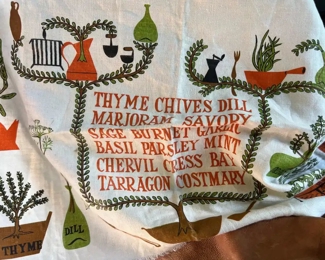 THYME CHIVES DILL
MARJORAM SAVORY
SAGE BURNET GARLIC
BASIL PARSLEY MINT
CHERVIL CRESS BAY
TARRAGON COSTMARY
THYME
DILL